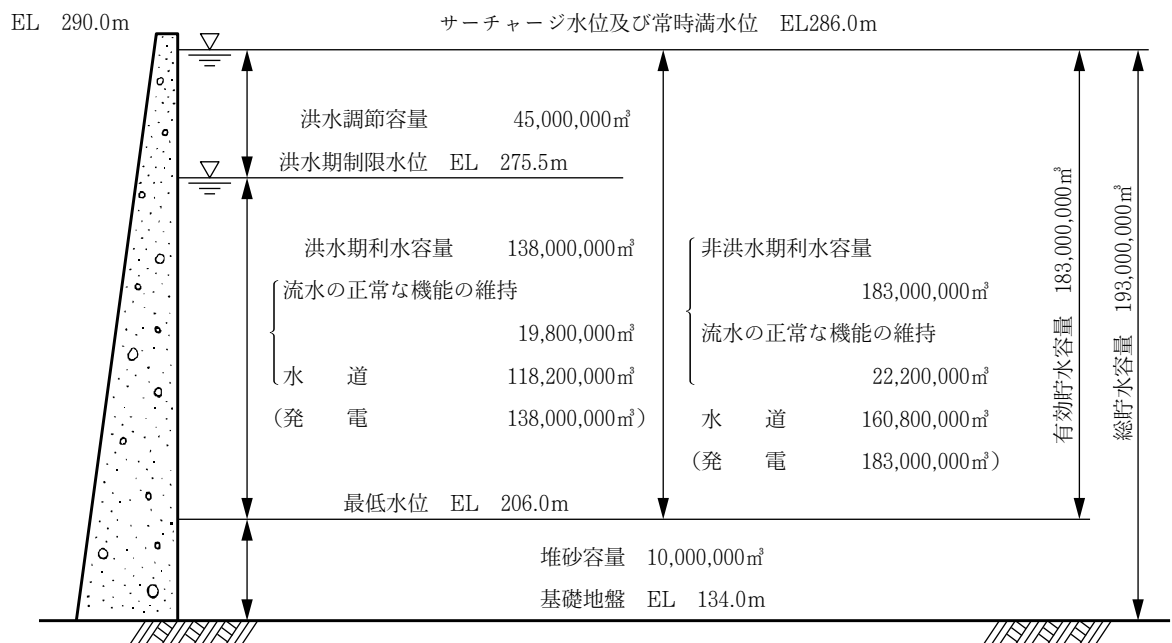 EL 290.0m
サーチャージ水位及び常時満水位 EL286.0m
洪水調節容量 45,000,000㎥
洪水期制限水位 EL 275.5m
洪水期利水容量 138,000,000㎥
流水の正常な機能の維持
19,800,000㎥
水 道 118,200,000㎥
(発 電 138,000,000㎥)
非洪水期利水容量
183,000,000㎥
流水の正常な機能の維持
22,200,000㎥
水 道 160,800,000㎥
(発 電 183,000,000㎥)
有効貯水容量 183,000,000㎥
総貯水容量 193,000,000㎥
最低水位 EL 206.0m
堆砂容量 10,000,000㎥
基礎地盤 EL 134.0m